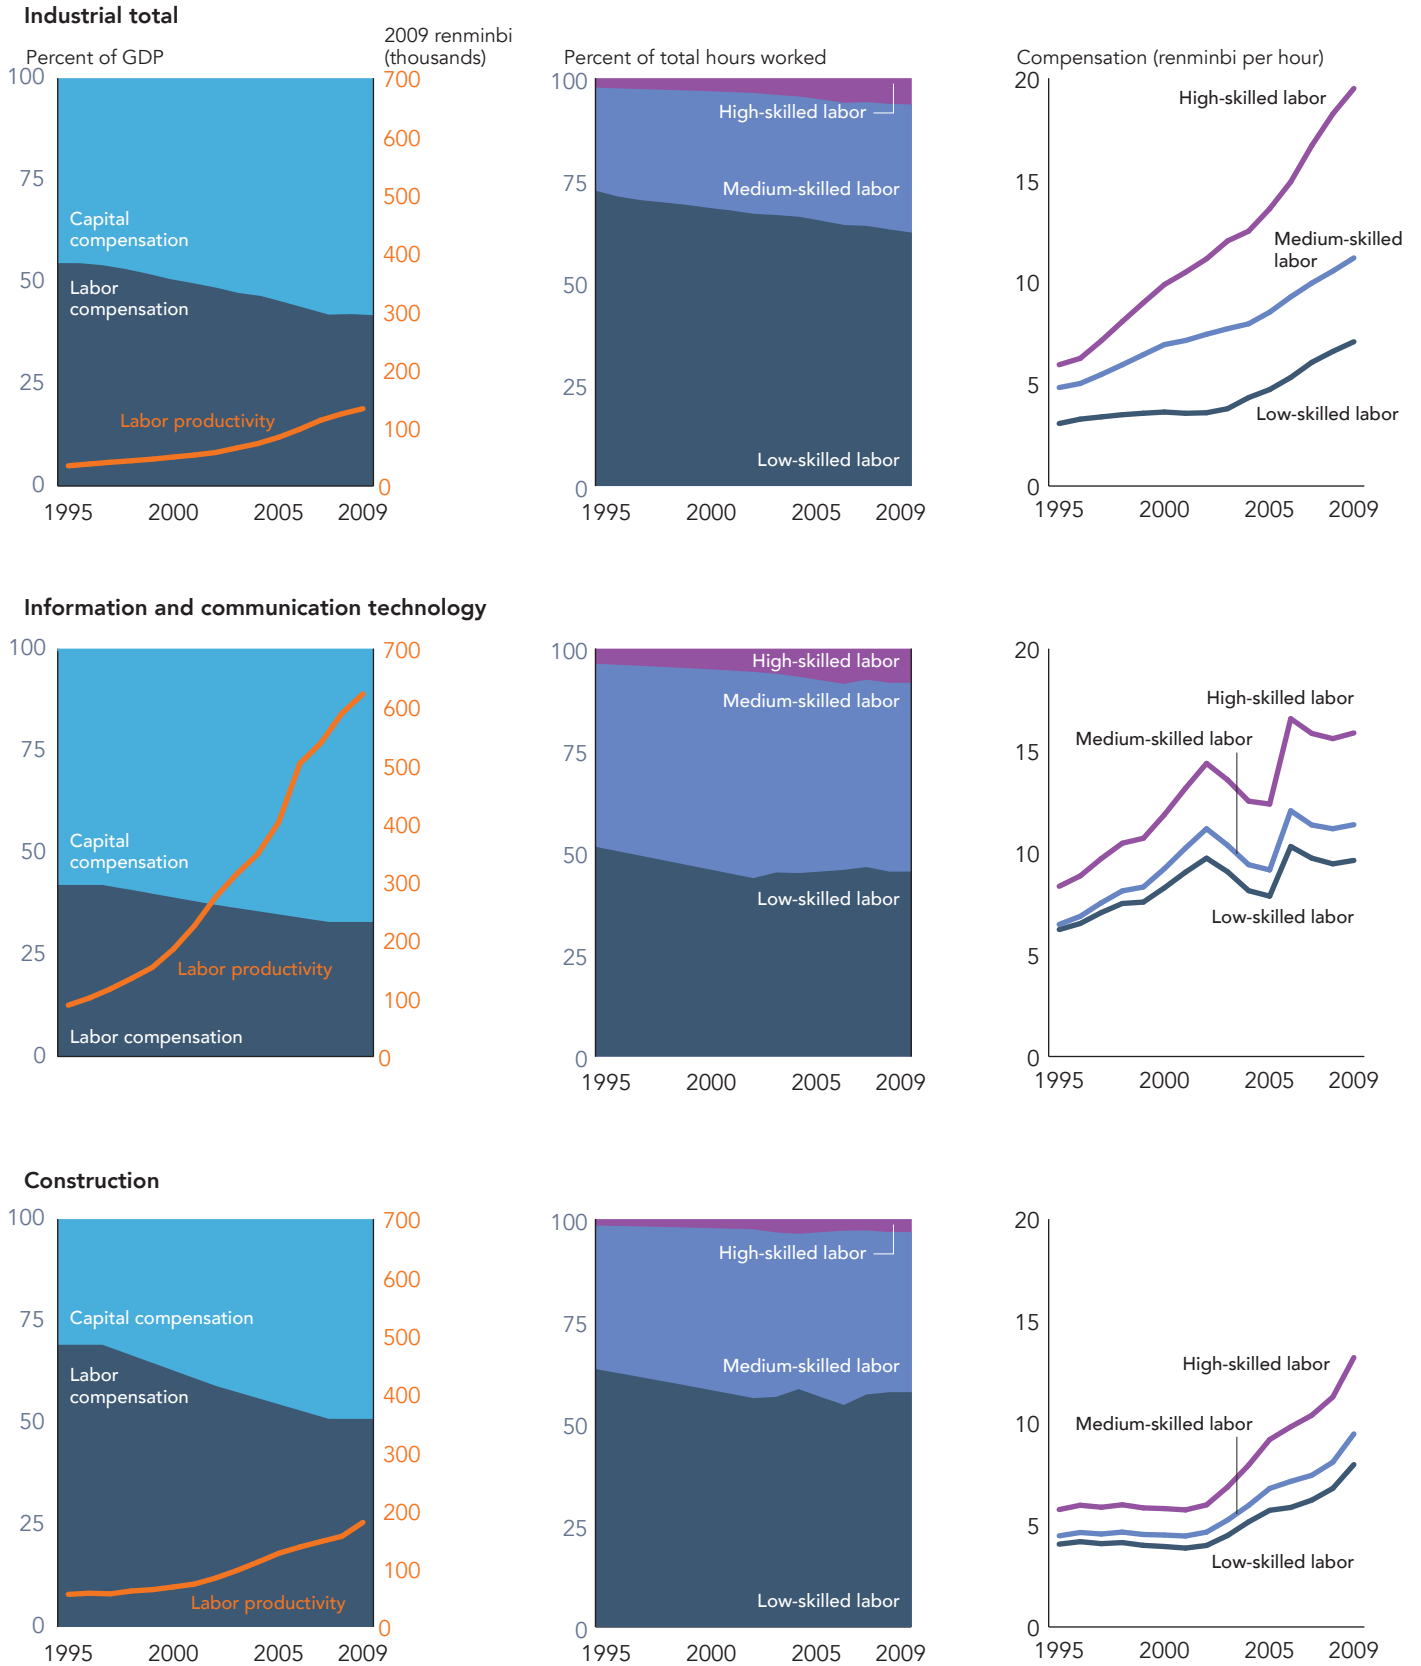 Industrial total
Percent of GDP
2009 renminbi
(thousands)
100
75
50
25
0
700
600
500
400
300
200
100
0
Capital
compensation
Labor
compensation
Labor productivity
1995 2000 2005 2009
Percent of total hours worked
100
75
50
25
0
High-skilled labor
Medium-skilled labor
Low-skilled labor
1995 2000 2005 2009
Compensation (renminbi per hour)
20
15
10
5
0
High-skilled labor
Medium-skilled
labor
Low-skilled labor
1995 2000 2005 2009
Information and communication technology
100
75
50
25
0
700
600
500
400
300
200
100
0
Capital
compensation
Labor productivity
Labor compensation
100
75
50
25
0
High-skilled labor
Medium-skilled labor
Low-skilled labor
1995 2000 2005 2009
20
15
10
5
0
High-skilled labor
Medium-skilled labor
Low-skilled labor
1995 2000 2005 2009
Construction
100
75
50
25
0
700
600
500
400
300
200
100
0
Capital compensation
Labor
compensation
Labor productivity
1995 2000 2005 2009
100
75
50
25
0
High-skilled labor
Medium-skilled labor
Low-skilled labor
1995 2000 2005 2009
20
15
10
5
0
High-skilled labor
Medium-skilled labor
Low-skilled labor
1995 2000 2005 2009